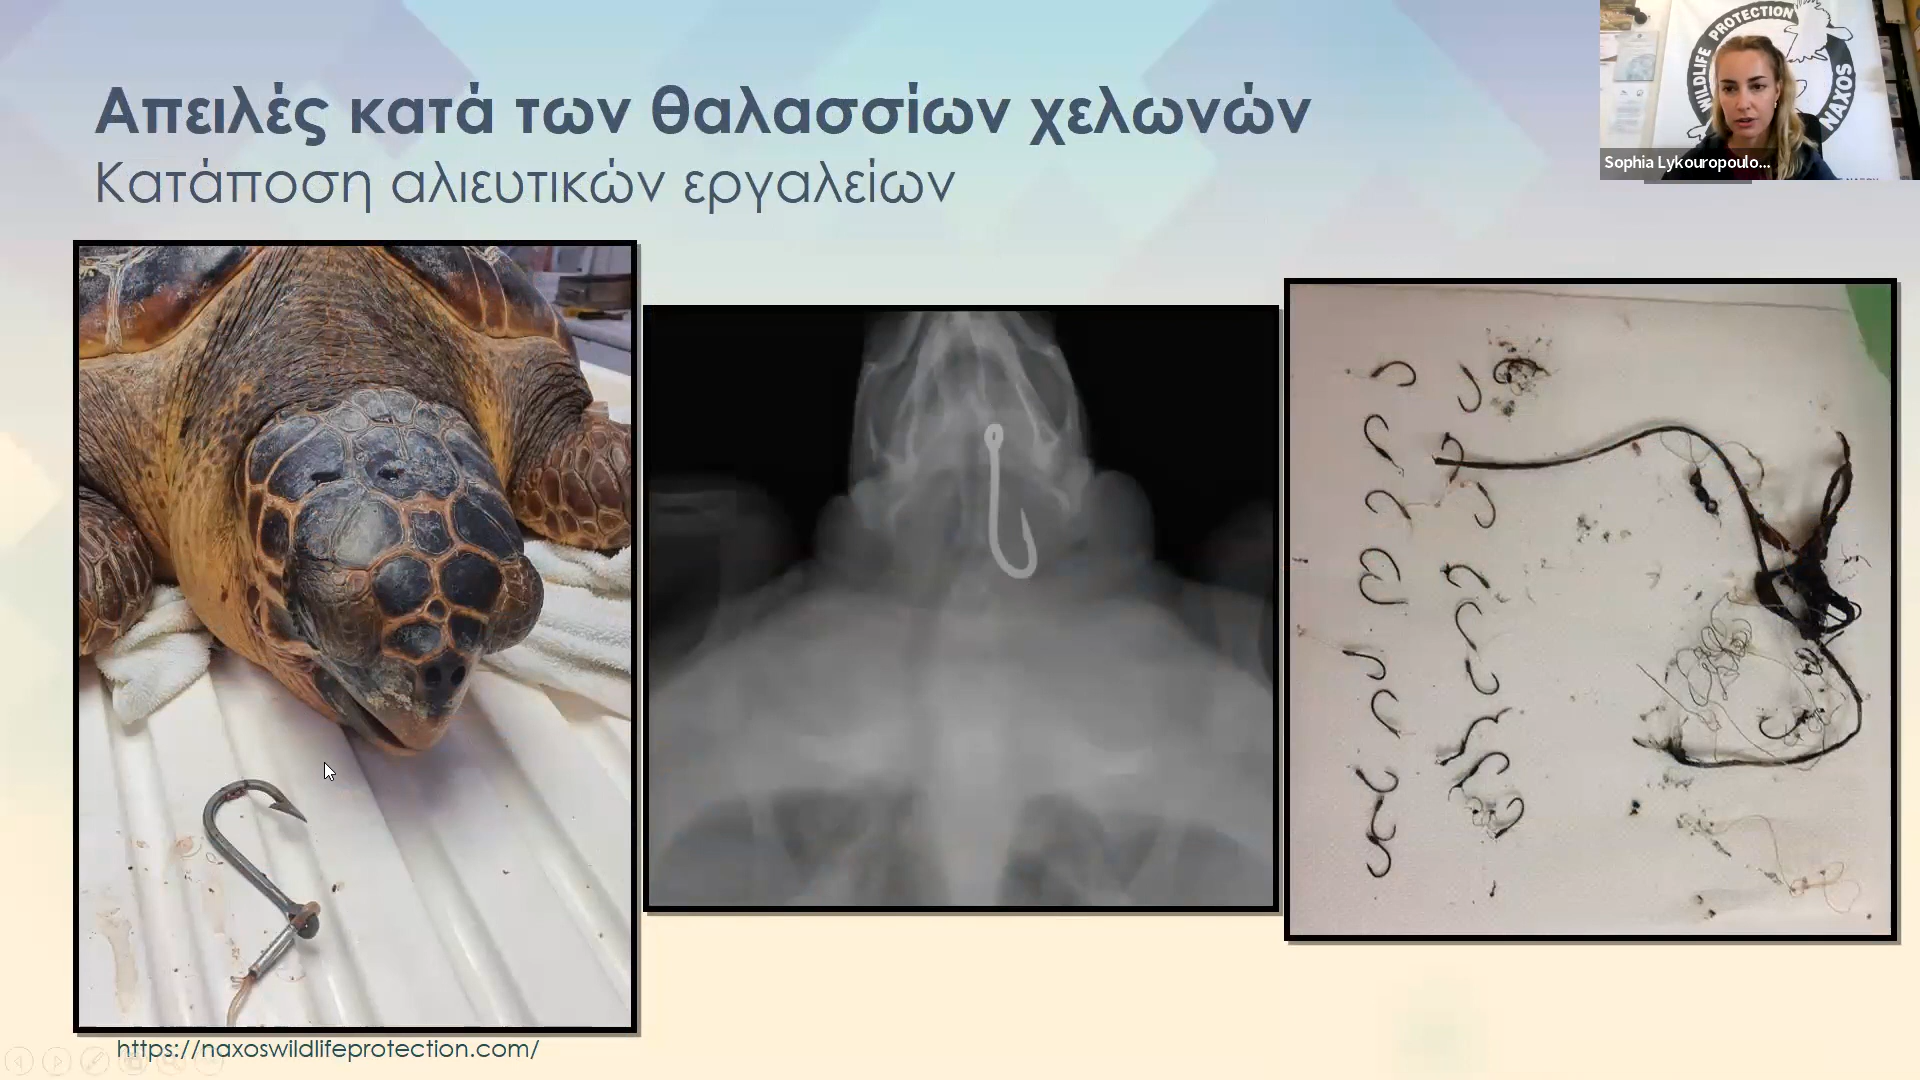 Απειλές κατά των θαλασσίων χελωνών
Κατάποση αλιευτικών εργαλείων
WILDLIFE PROTECTION
NAXOS
Sophia Lykouropoulo...
https://naxoswildlifeprotection.com/